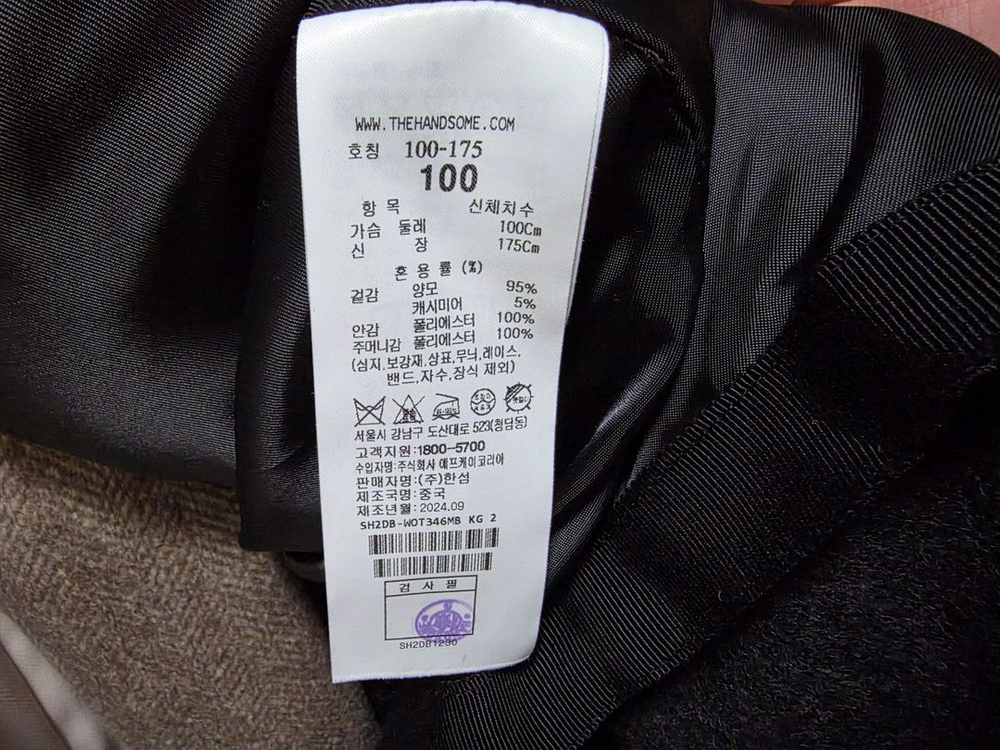 WWW.THEHANDSOME.COM
호칭 100-175
100
항 목 신체치수
가슴 둘레 100Cm
신 장 175Cm
혼 용 률 (%)
겉감 양모 95%
캐시미어 5%
안감 폴리에스터 100%
주머니감 폴리에스터 100%
(심지,보강재,상표,무늬,레이스,
밴드,자수,장식 제외)
서울시 강남구 도산대로 523(청담동)
고객지원:1800-5700
수입자명:주식회사 에프케이코리아
판매자명:(주)한섬
제조국명:중국
제조년월:2024.09
SH2DB-WOT346MB KG 2
검 사 필
SH2DB1230